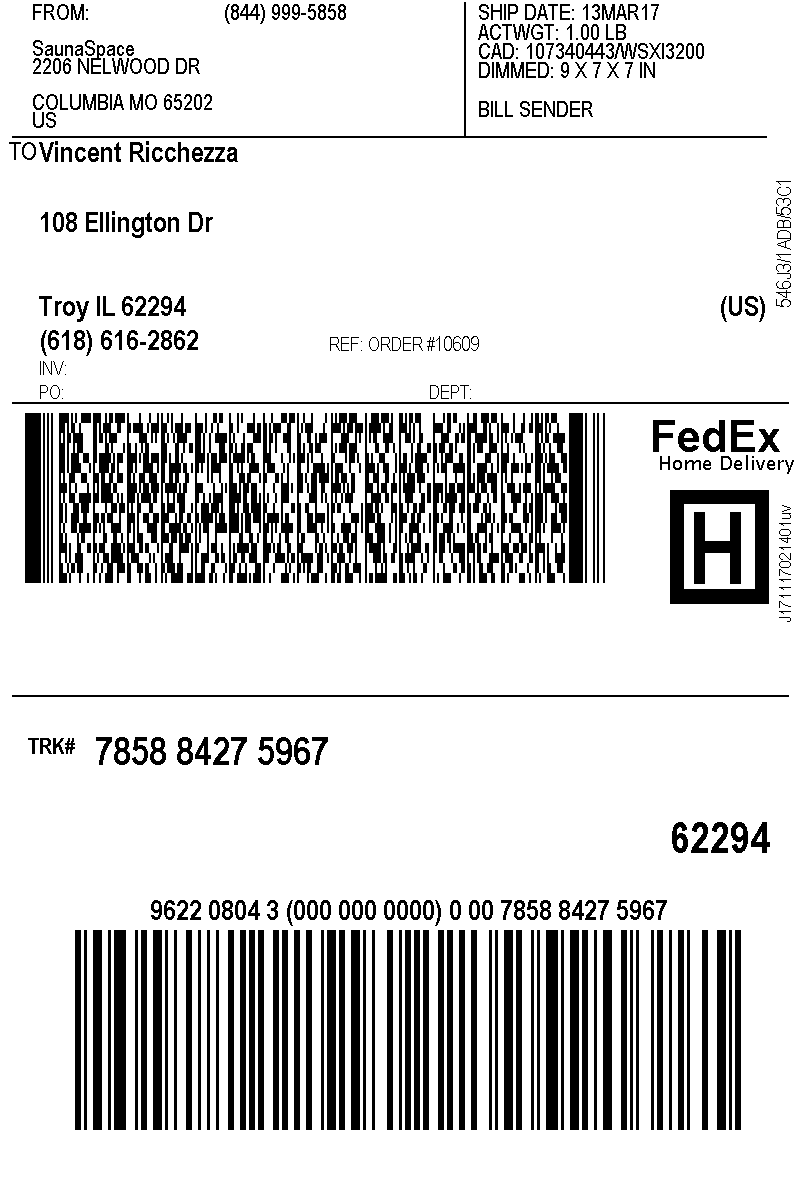 FROM: (844) 999-5858
SaunaSpace
2206 NELWOOD DR
COLUMBIA MO 65202
US
SHIP DATE: 13MAR17
ACTWGT: 1.00 LB
CAD: 107340443/WSXI3200
DIMMED: 9 X 7 X 7 IN
BILL SENDER
TO Vincent Ricchezza
108 Ellington Dr
Troy IL 62294 (US)
(618) 616-2862 REF: ORDER #10609
INV:
PO: DEPT:
546J3/1ADB/53C1
FedEx
Home Delivery
H
J171117021401uv
TRK# 7858 8427 5967
62294
9622 0804 3 (000 000 0000) 0 00 7858 8427 5967